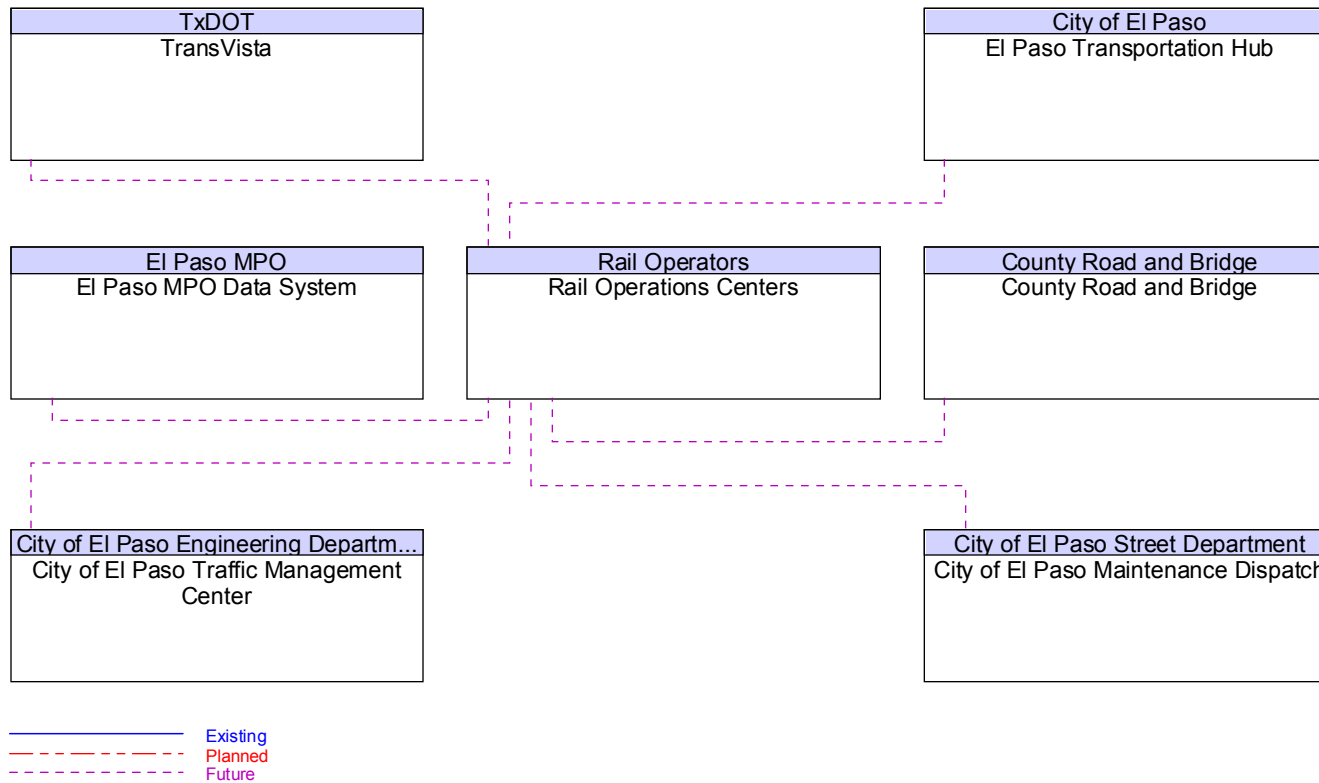 TxDOT
TransVista
City of El Paso
El Paso Transportation Hub
El Paso MPO
El Paso MPO Data System
Rail Operators
Rail Operations Centers
County Road and Bridge
County Road and Bridge
City of El Paso Engineering Departm...
City of El Paso Traffic Management
Center
City of El Paso Street Department
City of El Paso Maintenance Dispatch
Existing
Planned
Future